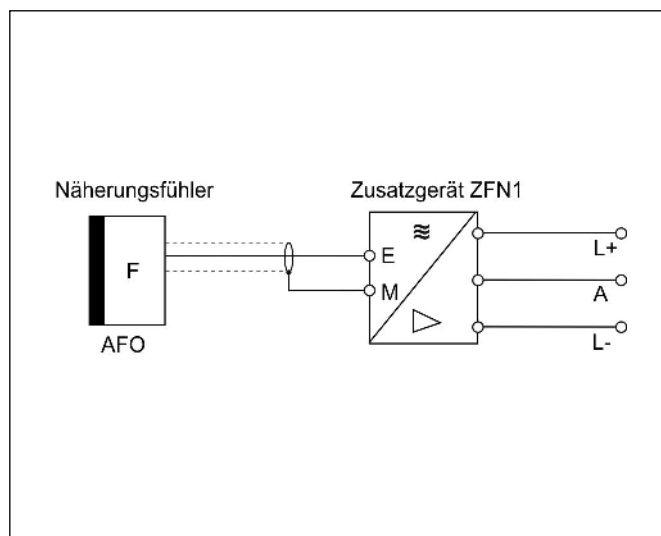 Näherungsfühler
Zusatzgerät ZFN1
F
E
M
L+
A
L-
AFO